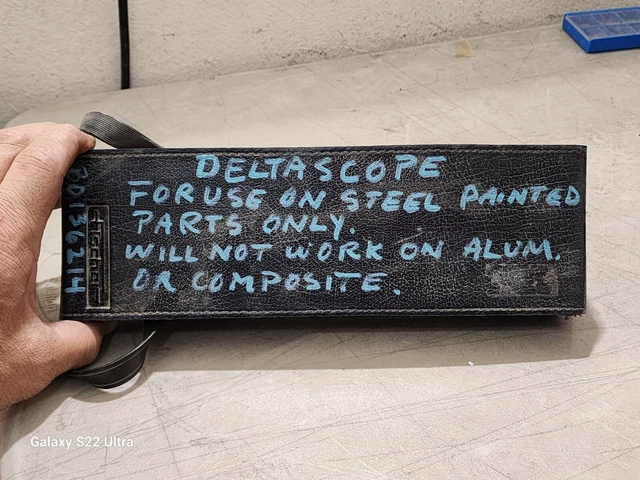 DELTASCOPE
FOR USE ON STEEL PAINTED
PARTS ONLY.
WILL NOT WORK ON ALUM.
OR COMPOSITE.
Fischer
Galaxy S22 Ultra